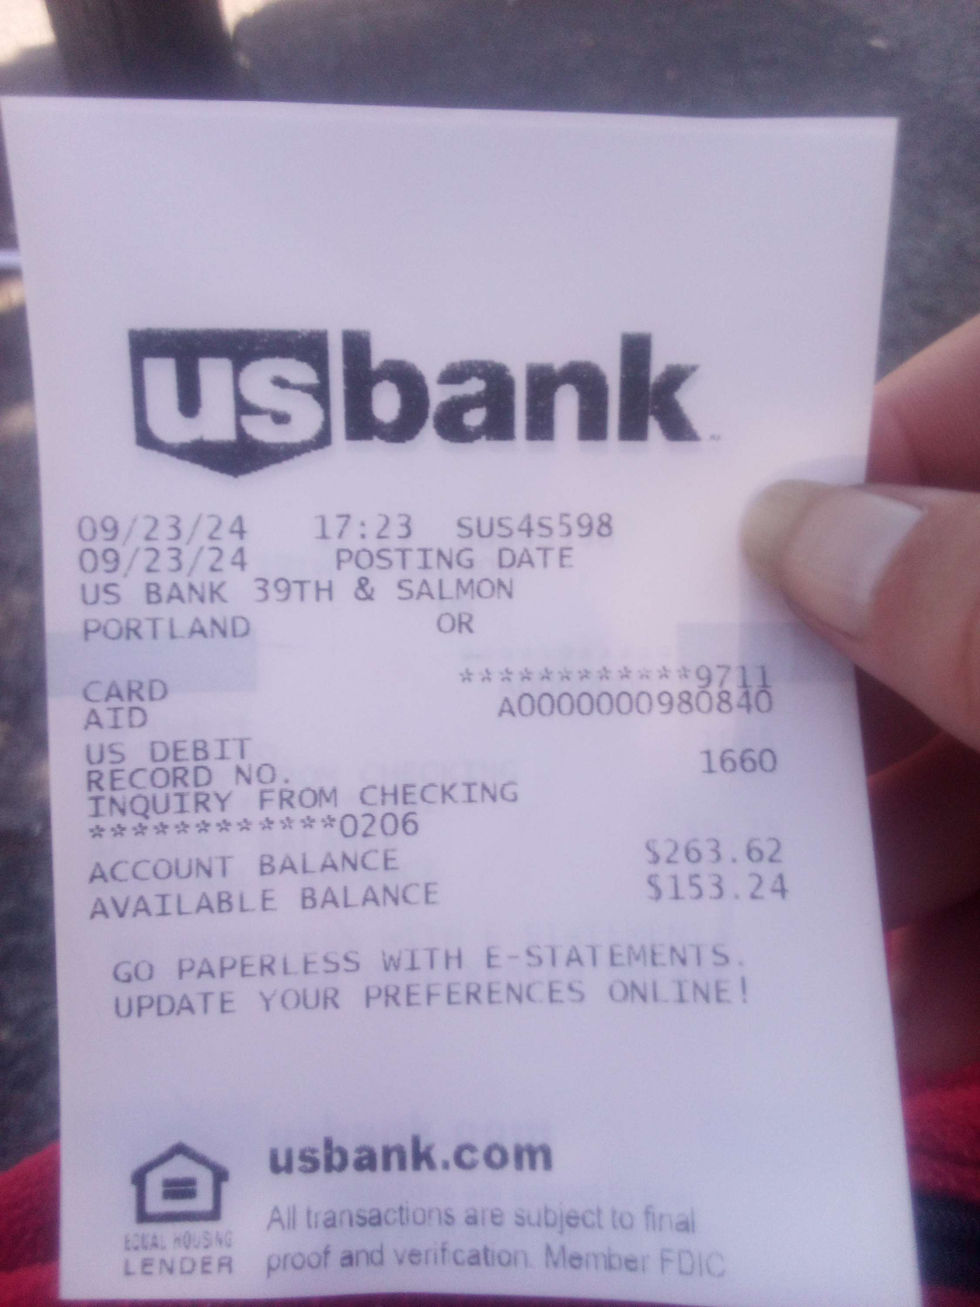 usbank
09/23/24 17:23 SUS4S598
09/23/24 POSTING DATE
US BANK 39TH & SALMON
PORTLAND OR
CARD ************9711
AID A0000000980840
US DEBIT
RECORD NO. 1660
INQUIRY FROM CHECKING
************0206
ACCOUNT BALANCE $263.62
AVAILABLE BALANCE $153.24
GO PAPERLESS WITH E-STATEMENTS.
UPDATE YOUR PREFERENCES ONLINE!
usbank.com
All transactions are subject to final
proof and verifcation. Member FDIC
EQUAL HOUSING
LENDER